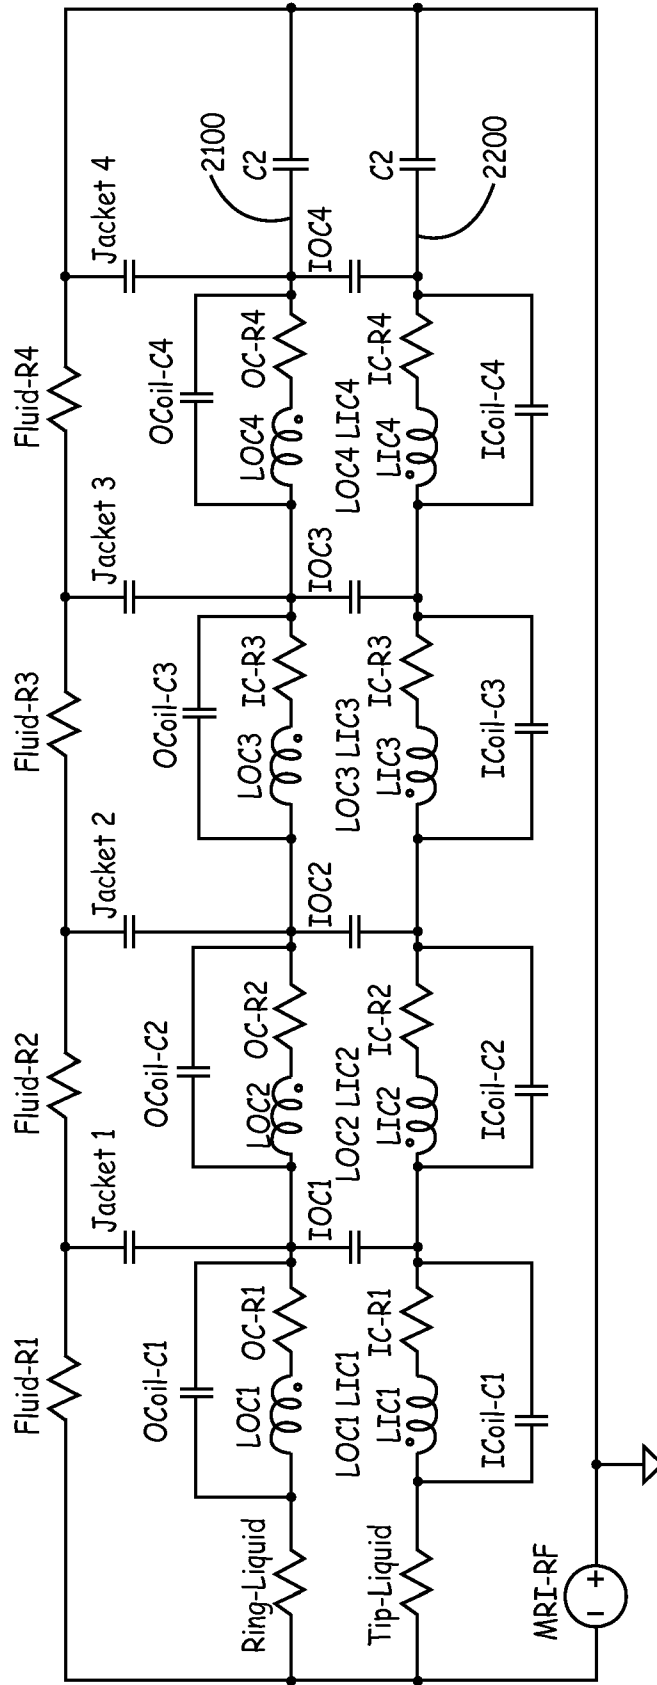 Fluid-R1
Fluid-R2
Fluid-R3
Fluid-R4
Jacket 1
Jacket 2
Jacket 3
Jacket 4
OCoil-C1
OCoil-C2
OCoil-C3
OCoil-C4
2100
Ring-Liquid
LOC1
OC-R1
LOC2
OC-R2
LOC3
IC-R3
LOC4
OC-R4
C2
IOC1
IOC2
IOC3
IOC4
LOC1 LIC1
LOC2 LIC2
LOC3 LIC3
LOC4 LIC4
Tip-Liquid
LIC1
IC-R1
LIC2
IC-R2
LIC3
IC-R3
LIC4
IC-R4
C2
ICoil-C1
ICoil-C2
ICoil-C3
ICoil-C4
2200
MRI-RF